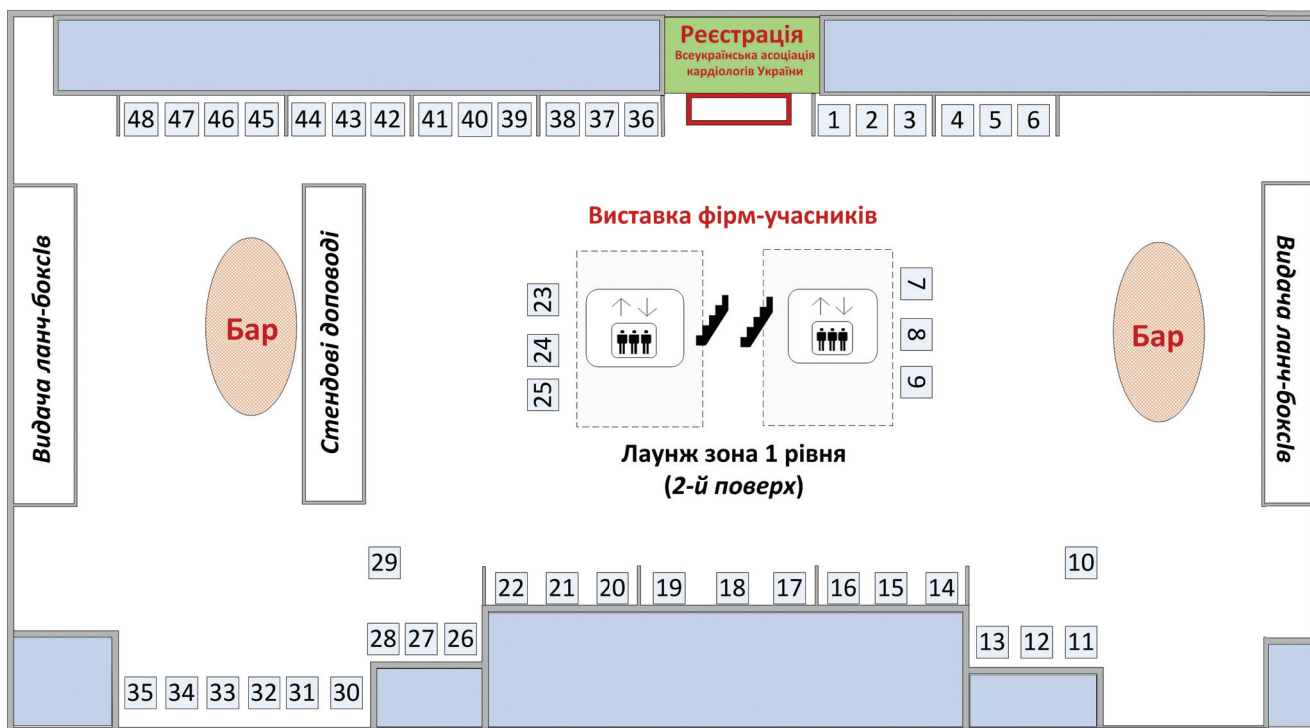 Реєстрація
Всеукраїнська асоціація
кардіологів України
48 47 46 45 44 43 42 41 40 39 38 37 36 1 2 3 4 5 6
Виставка фірм-учасників
Видача ланч-боксів
Бар
Стендові доповоді
23
24
25
7
8
9
Бар
Видача ланч-боксів
Лаунж зона 1 рівня
(2-й поверх)
29
10
22 21 20 19 18 17 16 15 14
28 27 26
13 12 11
35 34 33 32 31 30